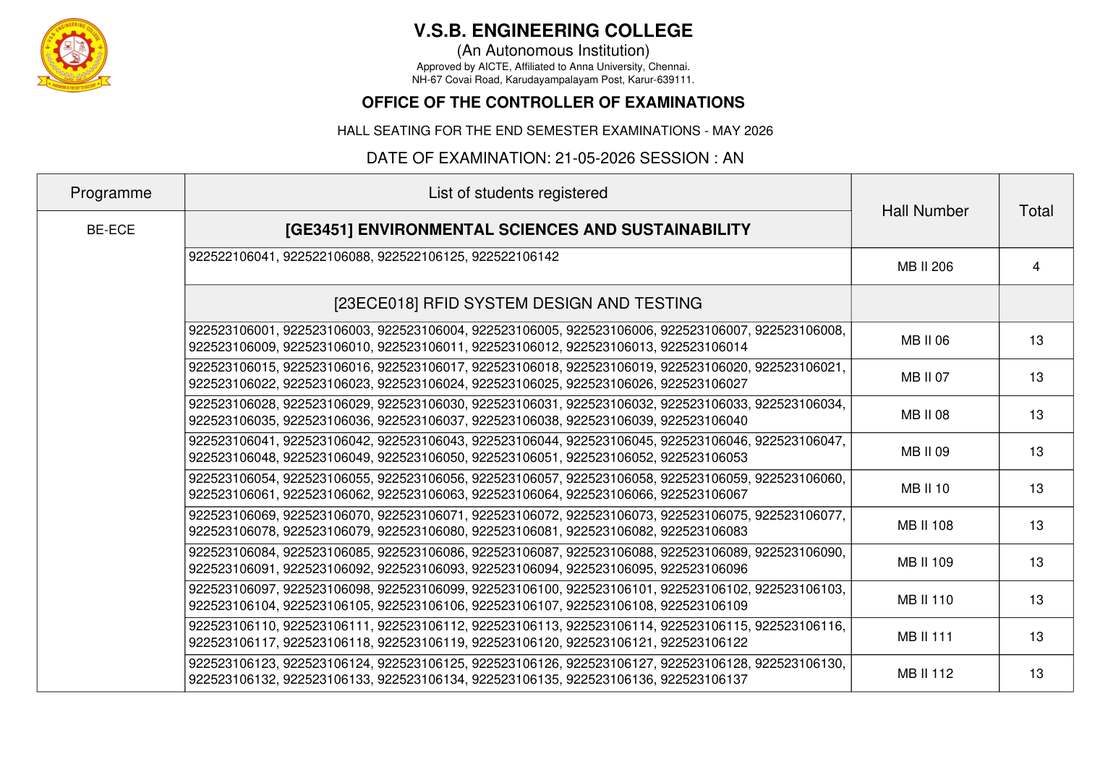 V.S.B. ENGINEERING COLLEGE
(An Autonomous Institution)
Approved by AICTE, Affiliated to Anna University, Chennai.
NH-67 Covai Road, Karudayampalayam Post, Karur-639111.
OFFICE OF THE CONTROLLER OF EXAMINATIONS
HALL SEATING FOR THE END SEMESTER EXAMINATIONS - MAY 2026
DATE OF EXAMINATION: 21-05-2026 SESSION : AN
Programme List of students registered Hall Number Total
BE-ECE [GE3451] ENVIRONMENTAL SCIENCES AND SUSTAINABILITY
922522106041, 922522106088, 922522106125, 922522106142 MB II 206 4
[23ECE018] RFID SYSTEM DESIGN AND TESTING
922523106001, 922523106003, 922523106004, 922523106005, 922523106006, 922523106007, 922523106008,
922523106009, 922523106010, 922523106011, 922523106012, 922523106013, 922523106014 MB II 06 13
922523106015, 922523106016, 922523106017, 922523106018, 922523106019, 922523106020, 922523106021,
922523106022, 922523106023, 922523106024, 922523106025, 922523106026, 922523106027 MB II 07 13
922523106028, 922523106029, 922523106030, 922523106031, 922523106032, 922523106033, 922523106034,
922523106035, 922523106036, 922523106037, 922523106038, 922523106039, 922523106040 MB II 08 13
922523106041, 922523106042, 922523106043, 922523106044, 922523106045, 922523106046, 922523106047,
922523106048, 922523106049, 922523106050, 922523106051, 922523106052, 922523106053 MB II 09 13
922523106054, 922523106055, 922523106056, 922523106057, 922523106058, 922523106059, 922523106060,
922523106061, 922523106062, 922523106063, 922523106064, 922523106066, 922523106067 MB II 10 13
922523106069, 922523106070, 922523106071, 922523106072, 922523106073, 922523106075, 922523106077,
922523106078, 922523106079, 922523106080, 922523106081, 922523106082, 922523106083 MB II 108 13
922523106084, 922523106085, 922523106086, 922523106087, 922523106088, 922523106089, 922523106090,
922523106091, 922523106092, 922523106093, 922523106094, 922523106095, 922523106096 MB II 109 13
922523106097, 922523106098, 922523106099, 922523106100, 922523106101, 922523106102, 922523106103,
922523106104, 922523106105, 922523106106, 922523106107, 922523106108, 922523106109 MB II 110 13
922523106110, 922523106111, 922523106112, 922523106113, 922523106114, 922523106115, 922523106116,
922523106117, 922523106118, 922523106119, 922523106120, 922523106121, 922523106122 MB II 111 13
922523106123, 922523106124, 922523106125, 922523106126, 922523106127, 922523106128, 922523106130,
922523106132, 922523106133, 922523106134, 922523106135, 922523106136, 922523106137 MB II 112 13